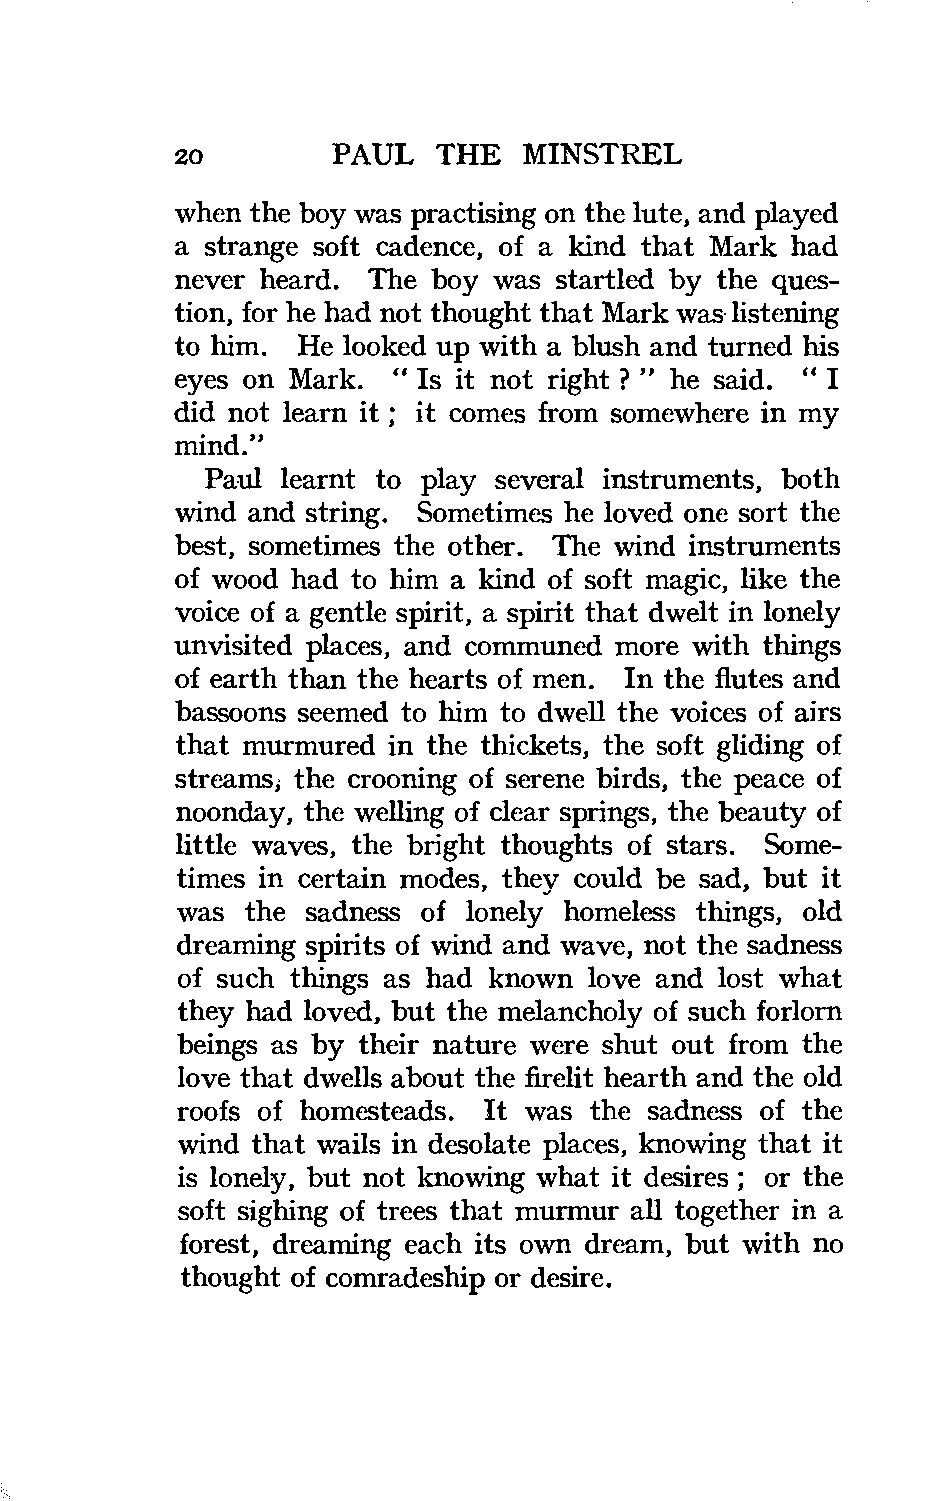 20 PAUL THE MINSTREL
when the boy was practising on the lute, and played
a strange soft cadence, of a kind that Mark had
never heard. The boy was startled by the ques-
tion, for he had not thought that Mark was listening
to him. He looked up with a blush and turned his
eyes on Mark. “ Is it not right ? ” he said. “ I
did not learn it ; it comes from somewhere in my
mind.”
Paul learnt to play several instruments, both
wind and string. Sometimes he loved one sort the
best, sometimes the other. The wind instruments
of wood had to him a kind of soft magic, like the
voice of a gentle spirit, a spirit that dwelt in lonely
unvisited places, and communed more with things
of earth than the hearts of men. In the flutes and
bassoons seemed to him to dwell the voices of airs
that murmured in the thickets, the soft gliding of
streams, the crooning of serene birds, the peace of
noonday, the welling of clear springs, the beauty of
little waves, the bright thoughts of stars. Some-
times in certain modes, they could be sad, but it
was the sadness of lonely homeless things, old
dreaming spirits of wind and wave, not the sadness
of such things as had known love and lost what
they had loved, but the melancholy of such forlorn
beings as by their nature were shut out from the
love that dwells about the firelit hearth and the old
roofs of homesteads. It was the sadness of the
wind that wails in desolate places, knowing that it
is lonely, but not knowing what it desires ; or the
soft sighing of trees that murmur all together in a
forest, dreaming each its own dream, but with no
thought of comradeship or desire.